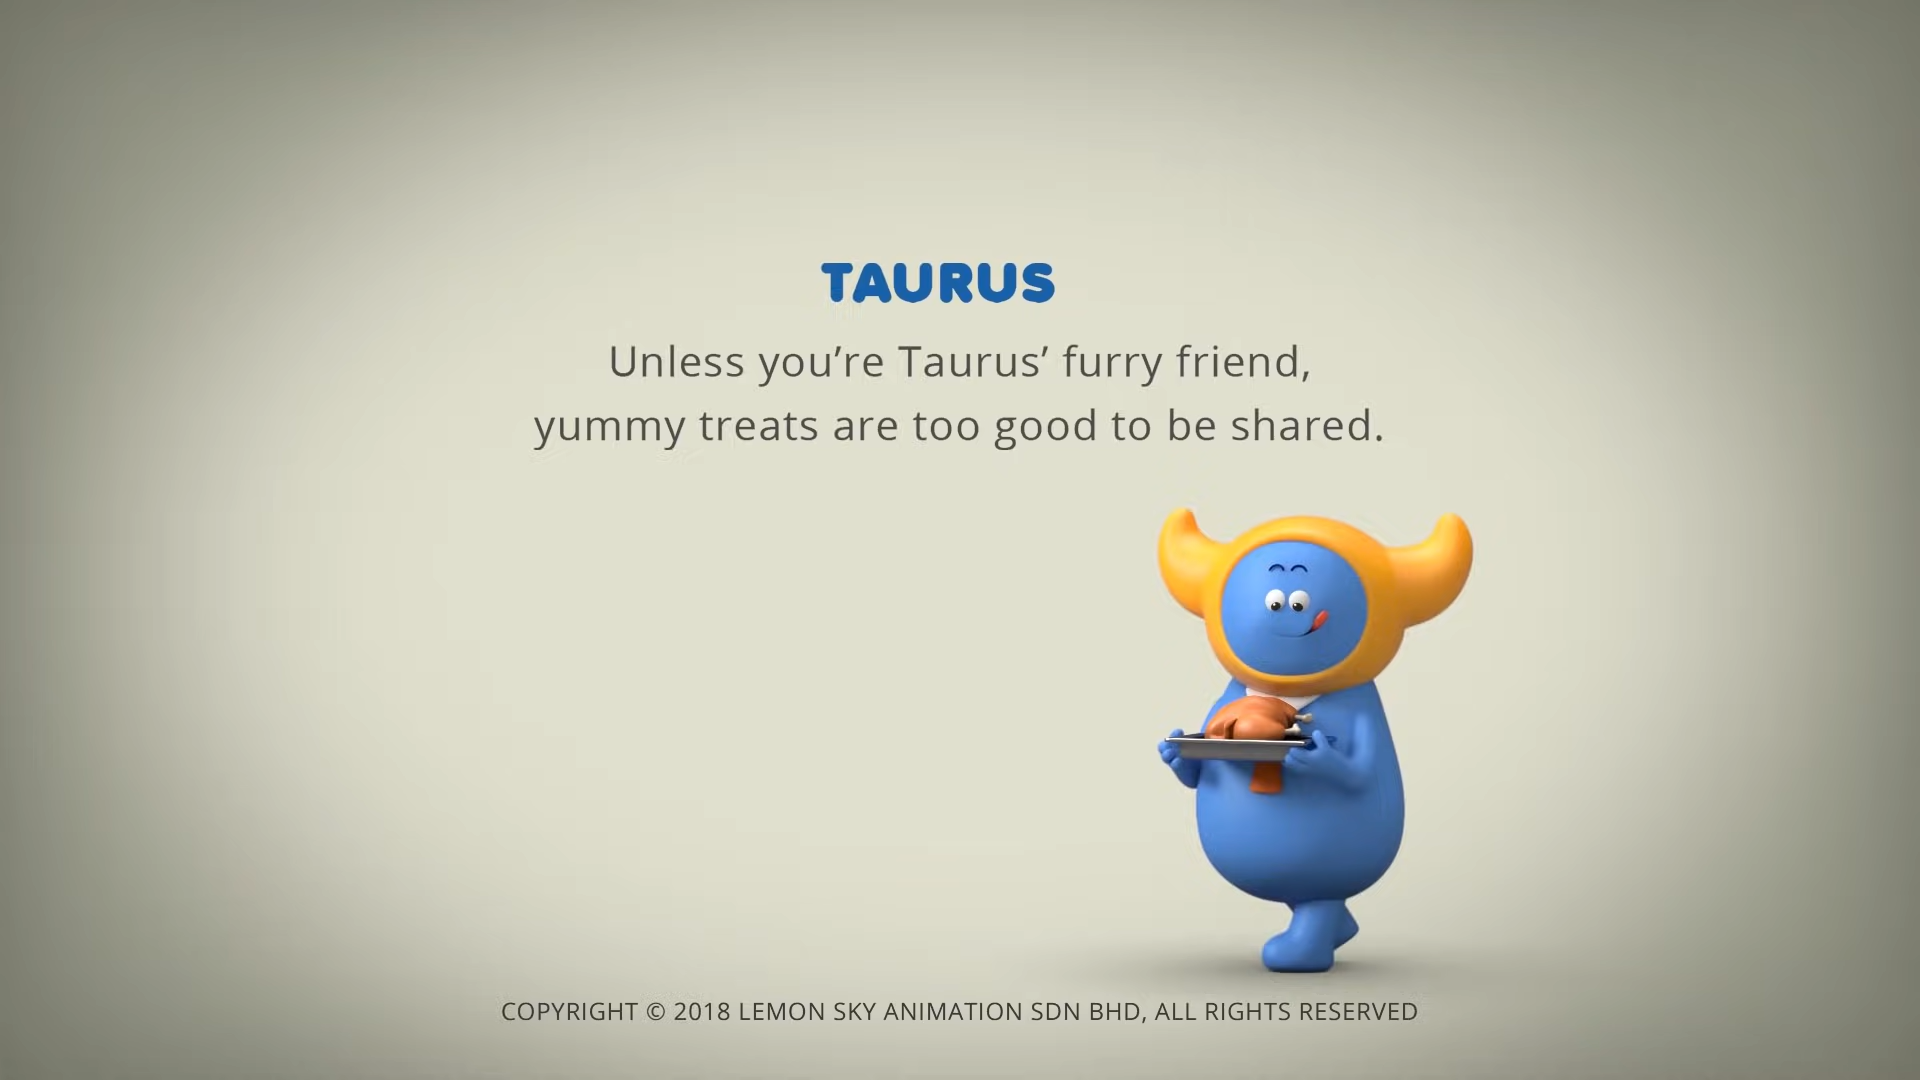 TAURUS
Unless you’re Taurus’ furry friend,
yummy treats are too good to be shared.
COPYRIGHT © 2018 LEMON SKY ANIMATION SDN BHD, ALL RIGHTS RESERVED